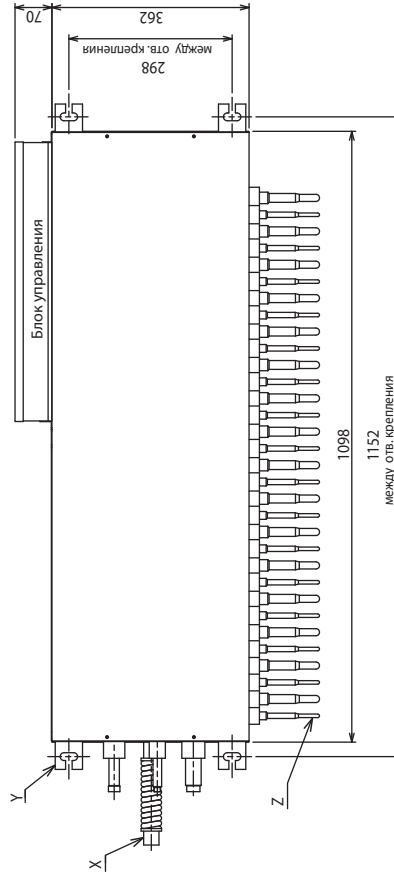 70
362
298
между отв. крепления
Блок управления
Y
X
Z
1098
1152
между отв. крепления